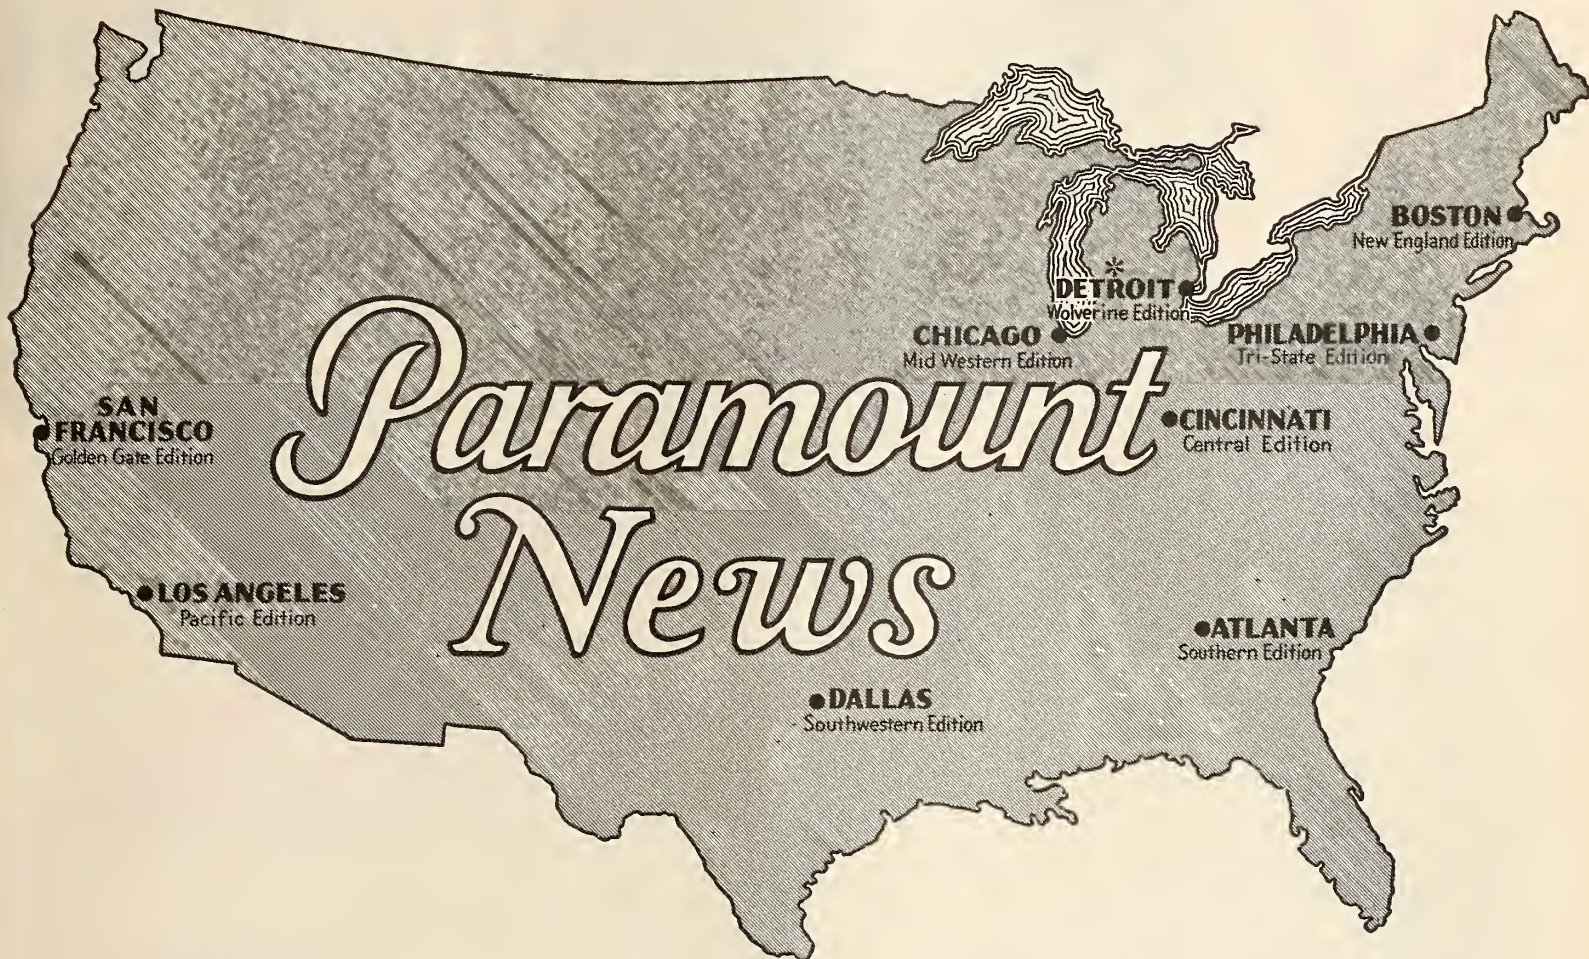 BOSTON
New England Edition
*
DETROIT
Wolverine Edition
CHICAGO
Mid Western Edition
PHILADELPHIA
Tri-State Edition
Paramount
News
SAN
FRANCISCO
Golden Gate Edition
CINCINNATI
Central Edition
LOS ANGELES
Pacific Edition
ATLANTA
Southern Edition
DALLAS
Southwestern Edition